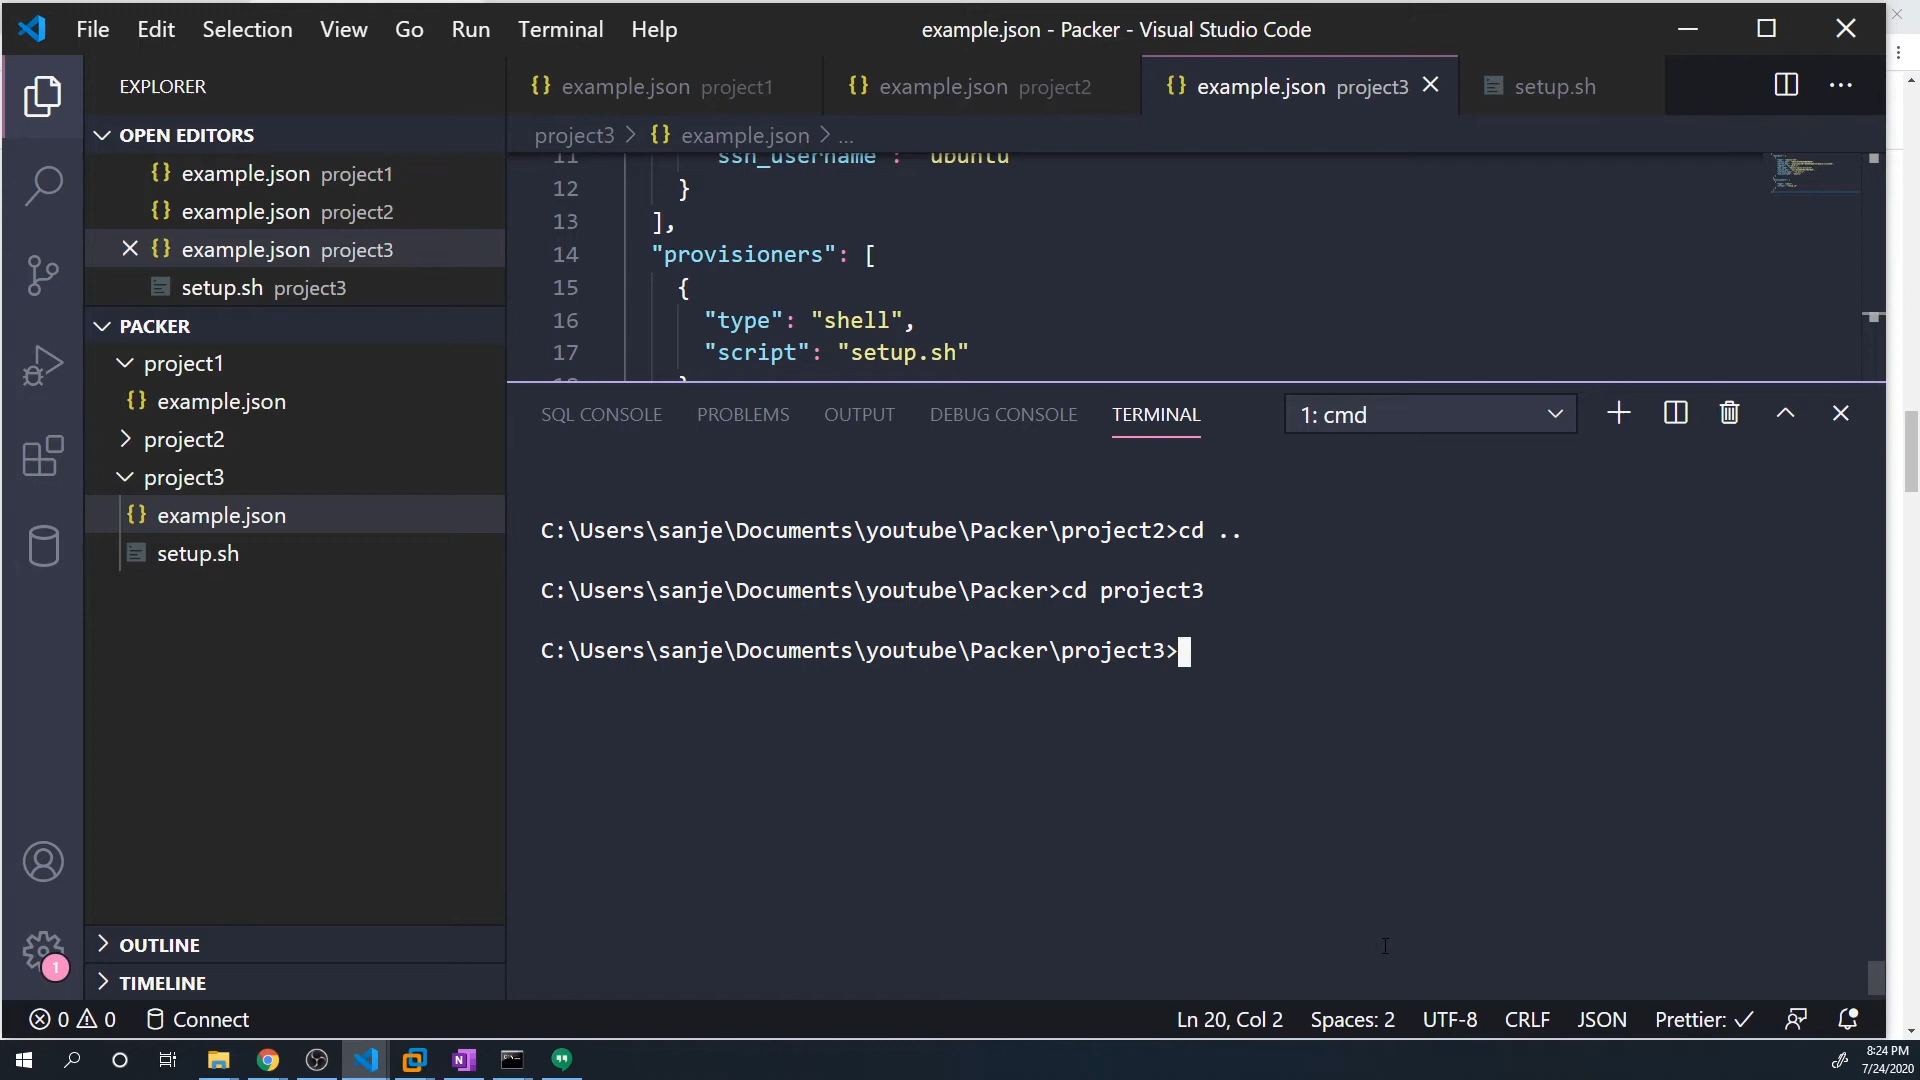 File Edit Selection View Go Run Terminal Help
example.json - Packer - Visual Studio Code
EXPLORER
OPEN EDITORS
example.json project1
example.json project2
example.json project3
setup.sh project3
PACKER
project1
example.json
project2
project3
example.json
setup.sh
OUTLINE
TIMELINE
example.json project1
example.json project2
example.json project3
setup.sh
project3 > {} example.json > ...
11 "ssh_username": "ubuntu"
12 }
13 ],
14 "provisioners": [
15 {
16 "type": "shell",
17 "script": "setup.sh"
18 }
SQL CONSOLE PROBLEMS OUTPUT DEBUG CONSOLE TERMINAL
1: cmd
C:\Users\sanje\Documents\youtube\Packer\project2>cd ..
C:\Users\sanje\Documents\youtube\Packer>cd project3
C:\Users\sanje\Documents\youtube\Packer\project3>
1
0 0 Connect
Ln 20, Col 2 Spaces: 2 UTF-8 CRLF JSON Prettier: ✓
8:24 PM
7/24/2020